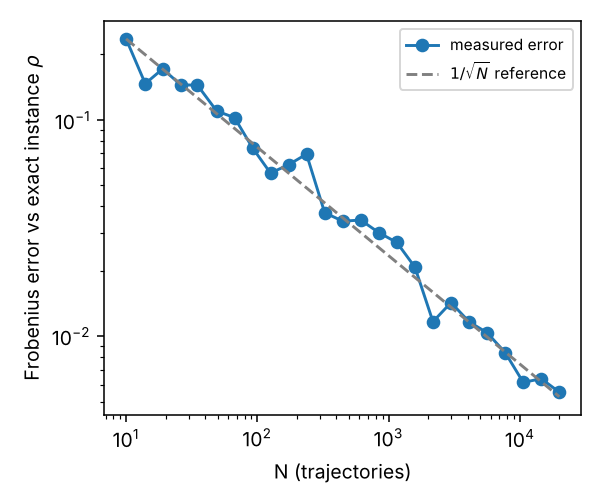 measured error
1/√N reference
Frobenius error vs exact instance ρ
10⁻¹
10⁻²
10¹
10²
10³
10⁴
N (trajectories)